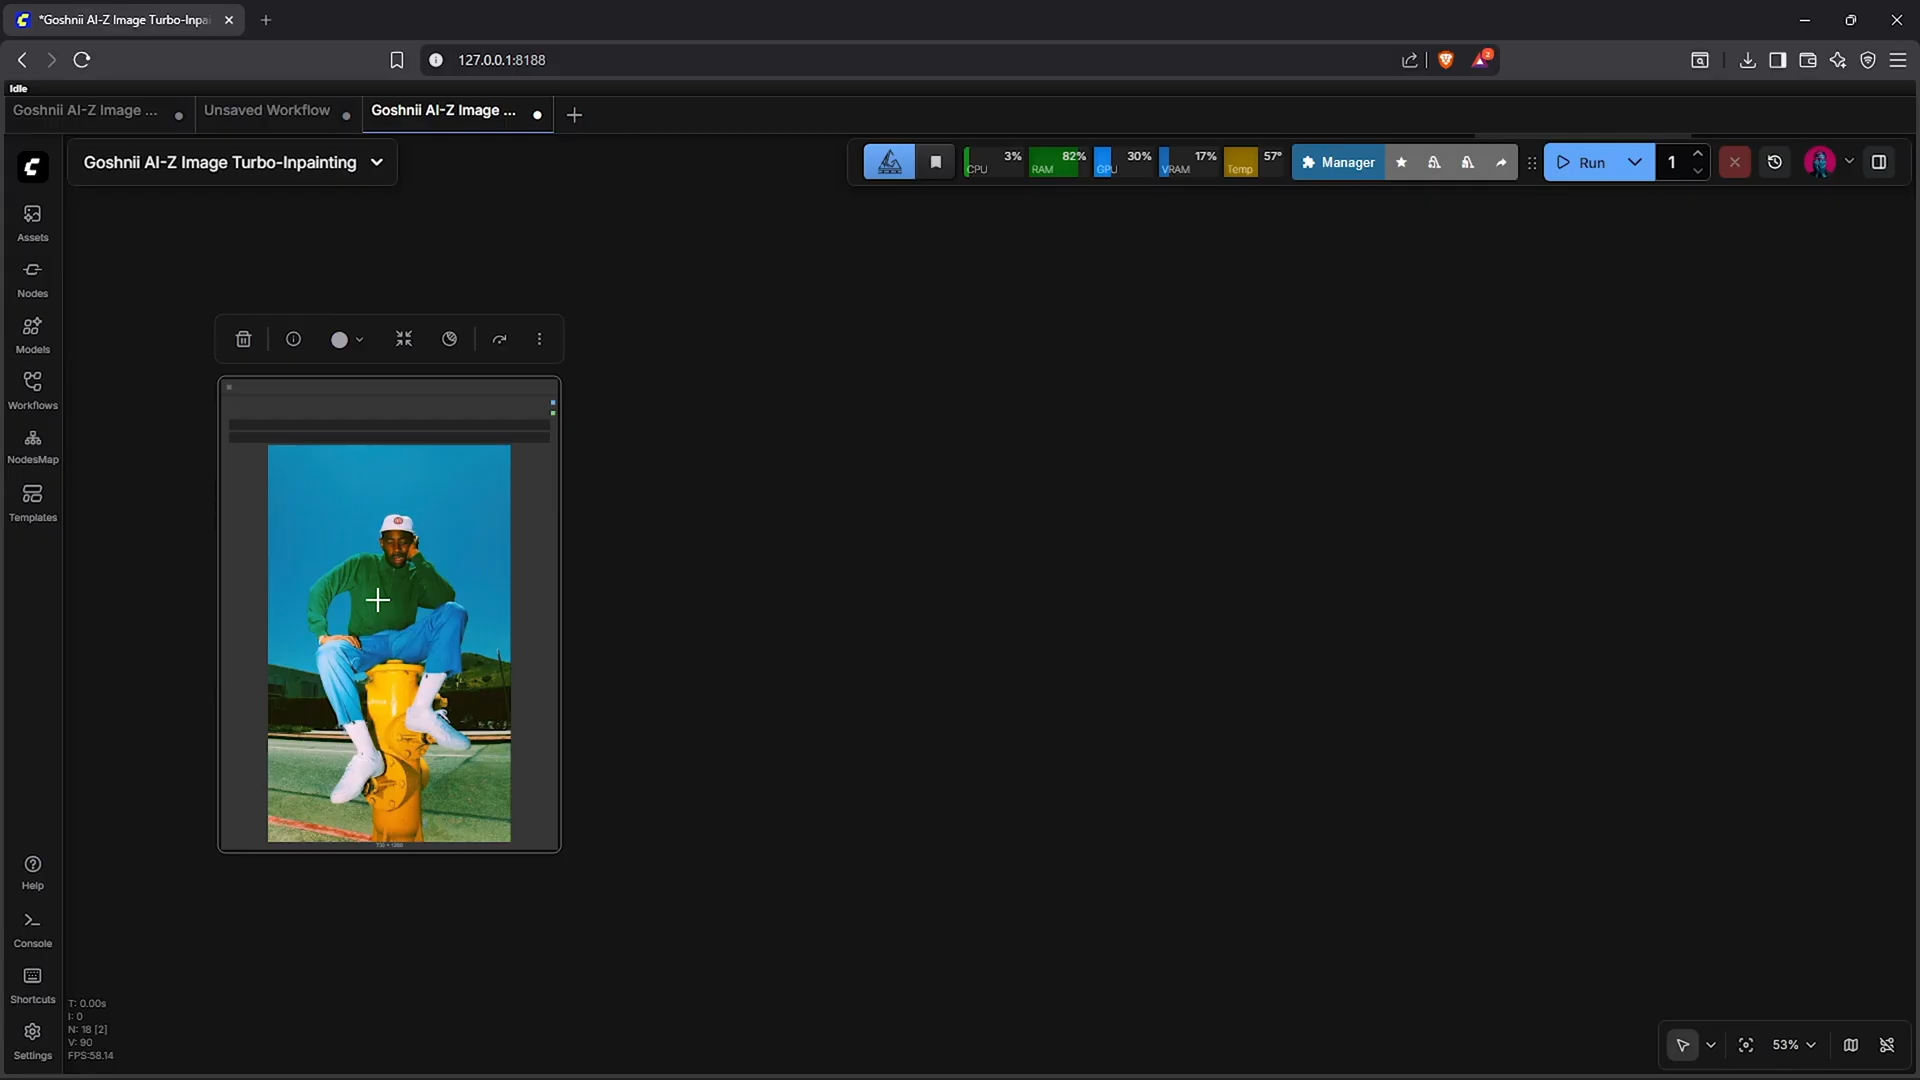 *Goshnii AI-Z Image Turbo-Inpai
127.0.0.1:8188
2
Idle
Goshnii AI-Z Image ...
Unsaved Workflow
Goshnii AI-Z Image ...
Goshnii AI-Z Image Turbo-Inpainting
3%
CPU
82%
RAM
30%
GPU
17%
VRAM
57°
Temp
Manager
Run
1
Assets
Nodes
Models
Workflows
NodesMap
Templates
Help
Console
Shortcuts
Settings
T: 0.00s
I: 0
N: 18 [2]
V: 90
FPS:58.14
53%